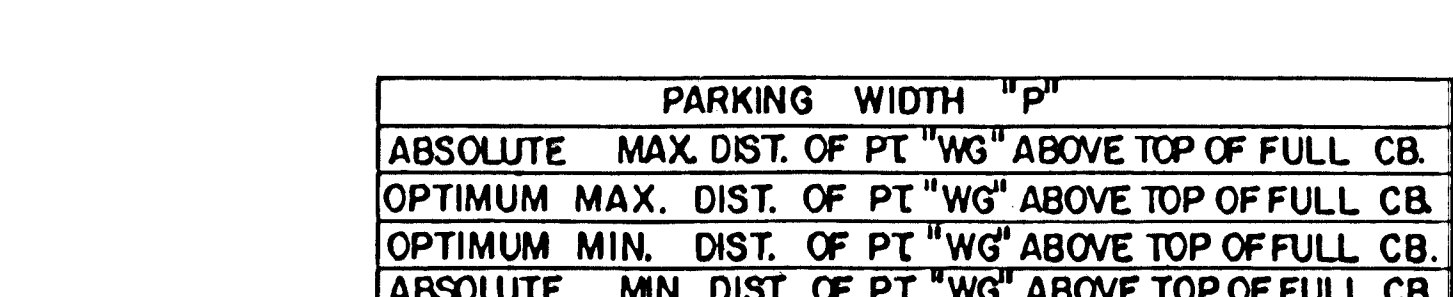 PARKING WIDTH "P"
ABSOLUTE MAX. DIST. OF PT. "WG" ABOVE TOP OF FULL CB.
OPTIMUM MAX. DIST. OF PT. "WG" ABOVE TOP OF FULL CB.
OPTIMUM MIN. DIST. OF PT. "WG" ABOVE TOP OF FULL CB.
ABSOLUTE MIN. DIST. OF PT. "WG" ABOVE TOP OF FULL CB.